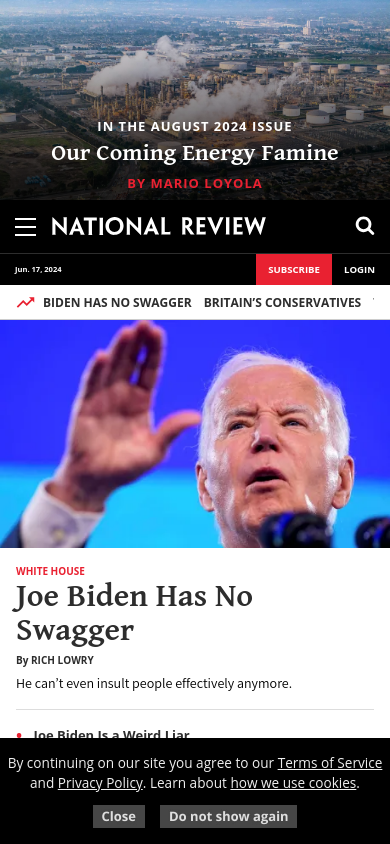 IN THE AUGUST 2024 ISSUE
Our Coming Energy Famine
BY MARIO LOYOLA
NATIONAL REVIEW
Jun. 17, 2024
SUBSCRIBE
LOGIN
BIDEN HAS NO SWAGGER BRITAIN’S CONSERVATIVES
WHITE HOUSE
Joe Biden Has No
Swagger
By RICH LOWRY
He can’t even insult people effectively anymore.
Joe Biden Is a Weird Liar
By continuing on our site you agree to our Terms of Service
and Privacy Policy. Learn about how we use cookies.
Close
Do not show again